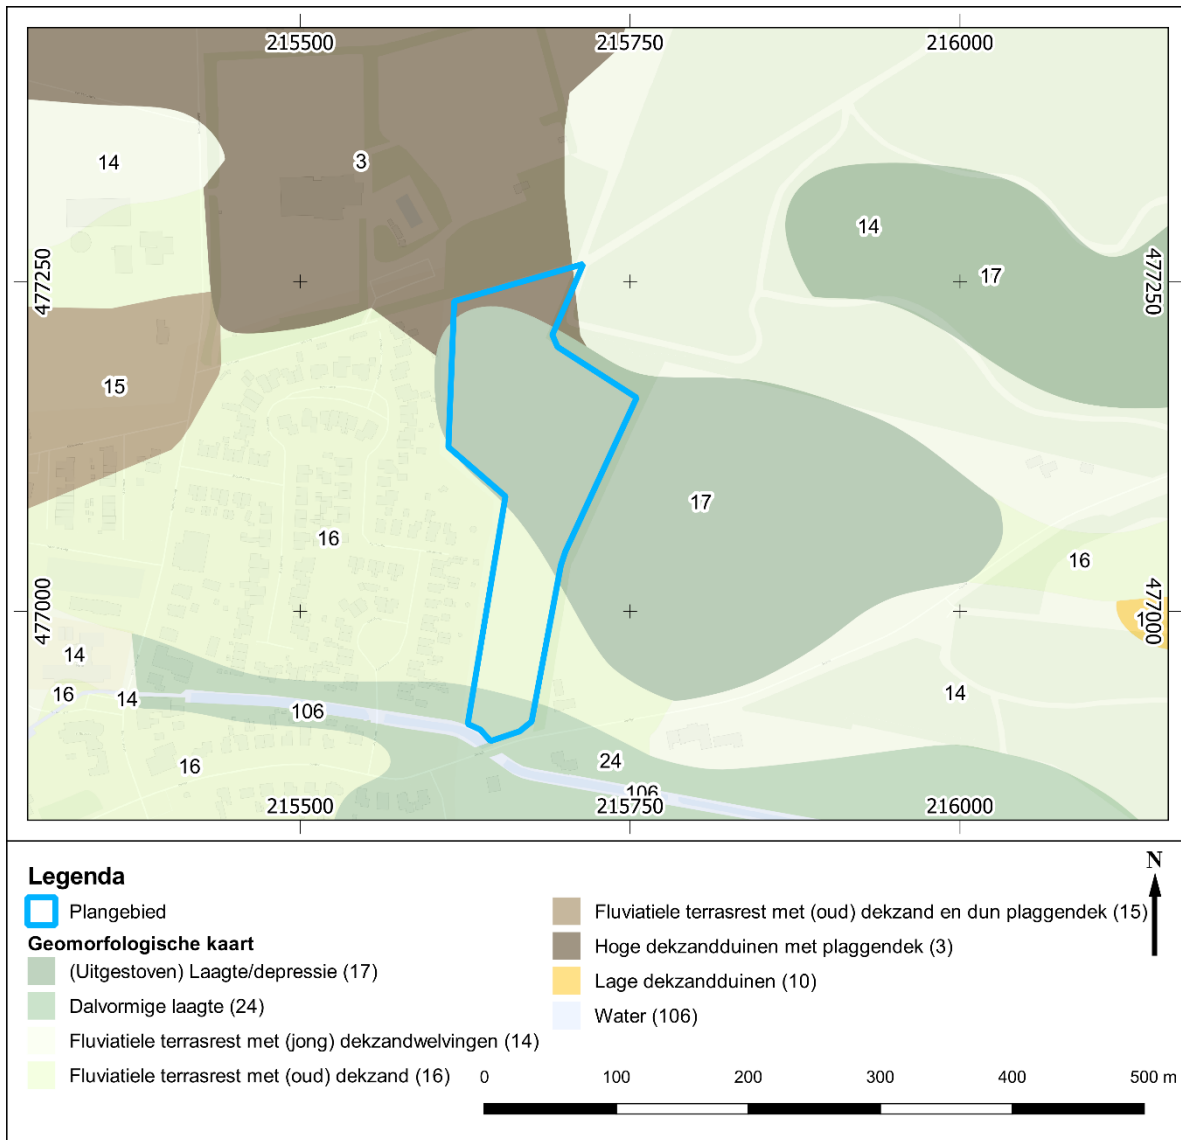 215500
215750
216000
14
3
14
17
477250
477250
15
17
16
16
477000
477000
14
14
16
14
106
24
16
106
215500
215750
216000
Legenda
Plangebied
Geomorfologische kaart
(Uitgestoven) Laagte/depressie (17)
Dalvormige laagte (24)
Fluviatiele terrasrest met (jong) dekzandwelvingen (14)
Fluviatiele terrasrest met (oud) dekzand (16)
Fluviatiele terrasrest met (oud) dekzand en dun plaggendek (15)
Hoge dekzandduinen met plaggendek (3)
Lage dekzandduinen (10)
Water (106)
N
0 100 200 300 400 500 m